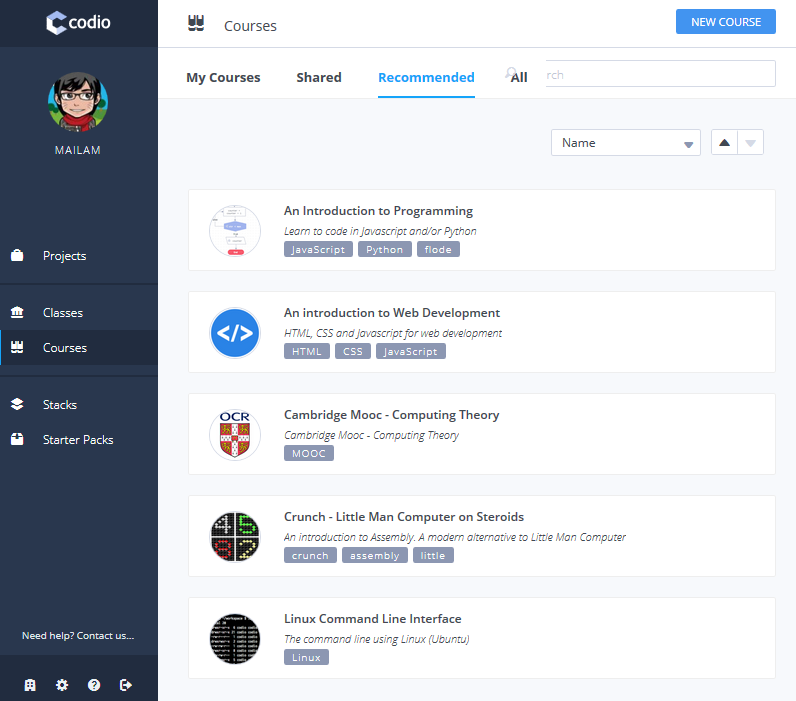 codio
MAILAM
Projects
Classes
Courses
Stacks
Starter Packs
Need help? Contact us...
Courses
NEW COURSE
My Courses
Shared
Recommended
All
rch
Name
An Introduction to Programming
Learn to code in Javascript and/or Python
JavaScript Python flode
An introduction to Web Development
HTML, CSS and Javascript for web development
HTML CSS JavaScript
OCR
Cambridge Mooc - Computing Theory
Cambridge Mooc - Computing Theory
MOOC
Crunch - Little Man Computer on Steroids
An introduction to Assembly. A modern alternative to Little Man Computer
crunch assembly little
Linux Command Line Interface
The command line using Linux (Ubuntu)
Linux